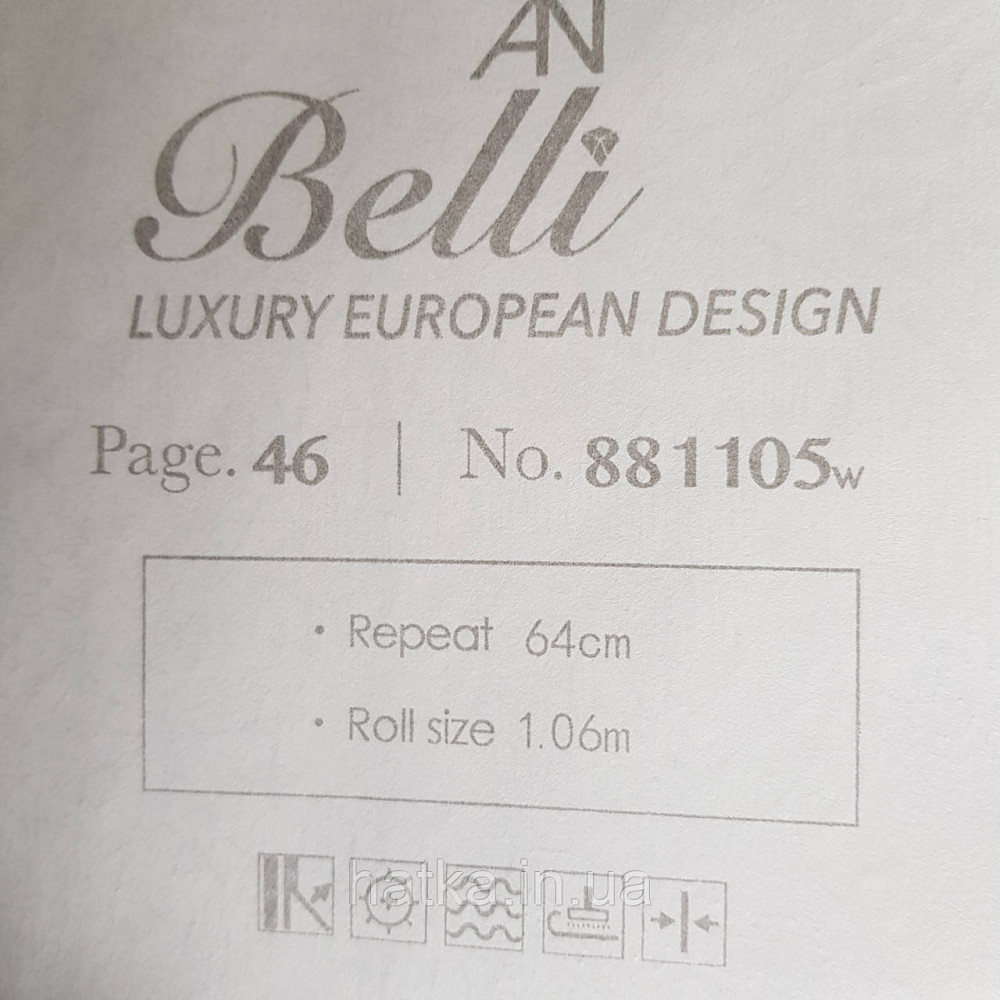 AN
Belli
LUXURY EUROPEAN DESIGN
Page. 46 | No. 881105w
• Repeat 64cm
• Roll size 1.06m
hatka.in.ua